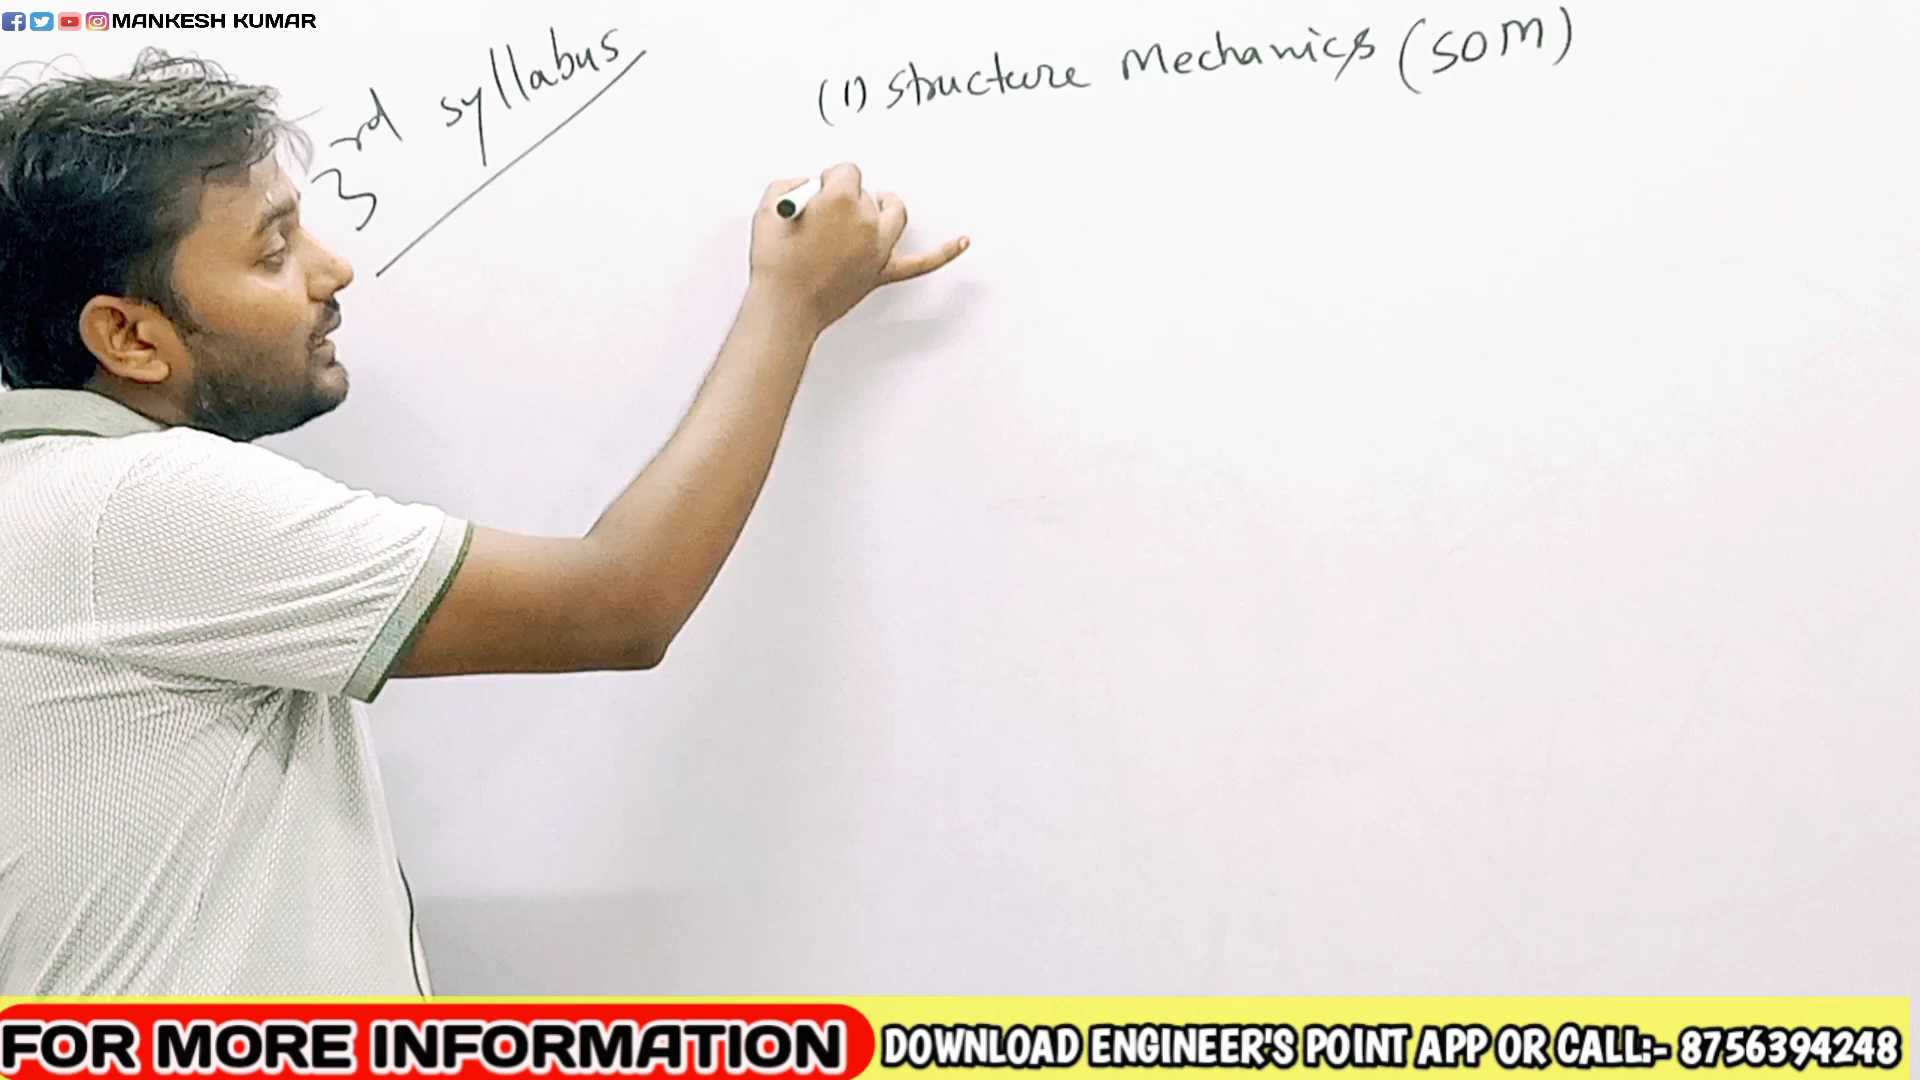 MANKESH KUMAR
3rd syllabus
(1) Structure Mechanics (SOM)
FOR MORE INFORMATION DOWNLOAD ENGINEER'S POINT APP OR CALL:- 8756394248